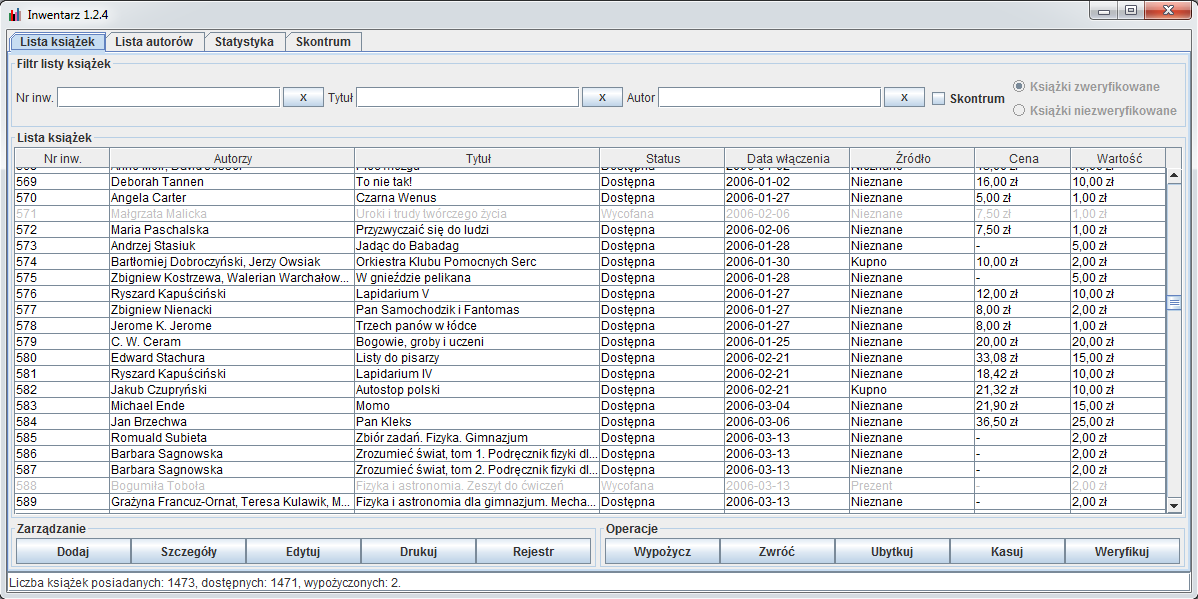 Inwentarz 1.2.4
Lista książek Lista autorów Statystyka Skontrum
Filtr listy książek
Nr inw. x Tytuł x Autor x Skontrum Książki zweryfikowane
Książki niezweryfikowane
Lista książek
Nr inw. Autorzy Tytuł Status Data włączenia Źródło Cena Wartość
569 Deborah Tannen To nie tak! Dostępna 2006-01-02 Nieznane 16,00 zł 10,00 zł
570 Angela Carter Czarna Wenus Dostępna 2006-01-27 Nieznane 5,00 zł 1,00 zł
571 Małgrzata Malicka Uroki i trudy twórczego życia Wycofana 2006-02-06 Nieznane 7,50 zł 1,00 zł
572 Maria Paschalska Przyzwyczaić się do ludzi Dostępna 2006-02-06 Nieznane 7,50 zł 1,00 zł
573 Andrzej Stasiuk Jadąc do Babadag Dostępna 2006-01-28 Nieznane - 5,00 zł
574 Bartłomiej Dobroczyński, Jerzy Owsiak Orkiestra Klubu Pomocnych Serc Dostępna 2006-01-30 Kupno 10,00 zł 2,00 zł
575 Zbigniew Kostrzewa, Walerian Warchałow... W gnieździe pelikana Dostępna 2006-01-28 Nieznane - 5,00 zł
576 Ryszard Kapuściński Lapidarium V Dostępna 2006-01-27 Nieznane 12,00 zł 10,00 zł
577 Zbigniew Nienacki Pan Samochodzik i Fantomas Dostępna 2006-01-27 Nieznane 8,00 zł 2,00 zł
578 Jerome K. Jerome Trzech panów w łódce Dostępna 2006-01-27 Nieznane 8,00 zł 1,00 zł
579 C. W. Ceram Bogowie, groby i uczeni Dostępna 2006-01-25 Nieznane 20,00 zł 20,00 zł
580 Edward Stachura Listy do pisarzy Dostępna 2006-02-21 Nieznane 33,08 zł 15,00 zł
581 Ryszard Kapuściński Lapidarium IV Dostępna 2006-02-21 Nieznane 18,42 zł 10,00 zł
582 Jakub Czupryński Autostop polski Dostępna 2006-02-21 Kupno 21,32 zł 10,00 zł
583 Michael Ende Momo Dostępna 2006-03-04 Nieznane 21,90 zł 15,00 zł
584 Jan Brzechwa Pan Kleks Dostępna 2006-03-06 Nieznane 36,50 zł 25,00 zł
585 Romuald Subieta Zbiór zadań. Fizyka. Gimnazjum Dostępna 2006-03-13 Nieznane - 2,00 zł
586 Barbara Sagnowska Zrozumieć świat, tom 1. Podręcznik fizyki dl... Dostępna 2006-03-13 Nieznane - 2,00 zł
587 Barbara Sagnowska Zrozumieć świat, tom 2. Podręcznik fizyki dl... Dostępna 2006-03-13 Nieznane - 2,00 zł
588 Bogumiła Toboła Fizyka i astronomia. Zeszyt do ćwiczeń Wycofana 2006-03-13 Prezent - 2,00 zł
589 Grażyna Francuz-Ornat, Teresa Kulawik, M... Fizyka i astronomia dla gimnazjum. Mecha... Dostępna 2006-03-13 Nieznane - 2,00 zł
Zarządzanie Operacje
Dodaj Szczegóły Edytuj Drukuj Rejestr Wypożycz Zwróć Ubytkuj Kasuj Weryfikuj
Liczba książek posiadanych: 1473, dostępnych: 1471, wypożyczonych: 2.